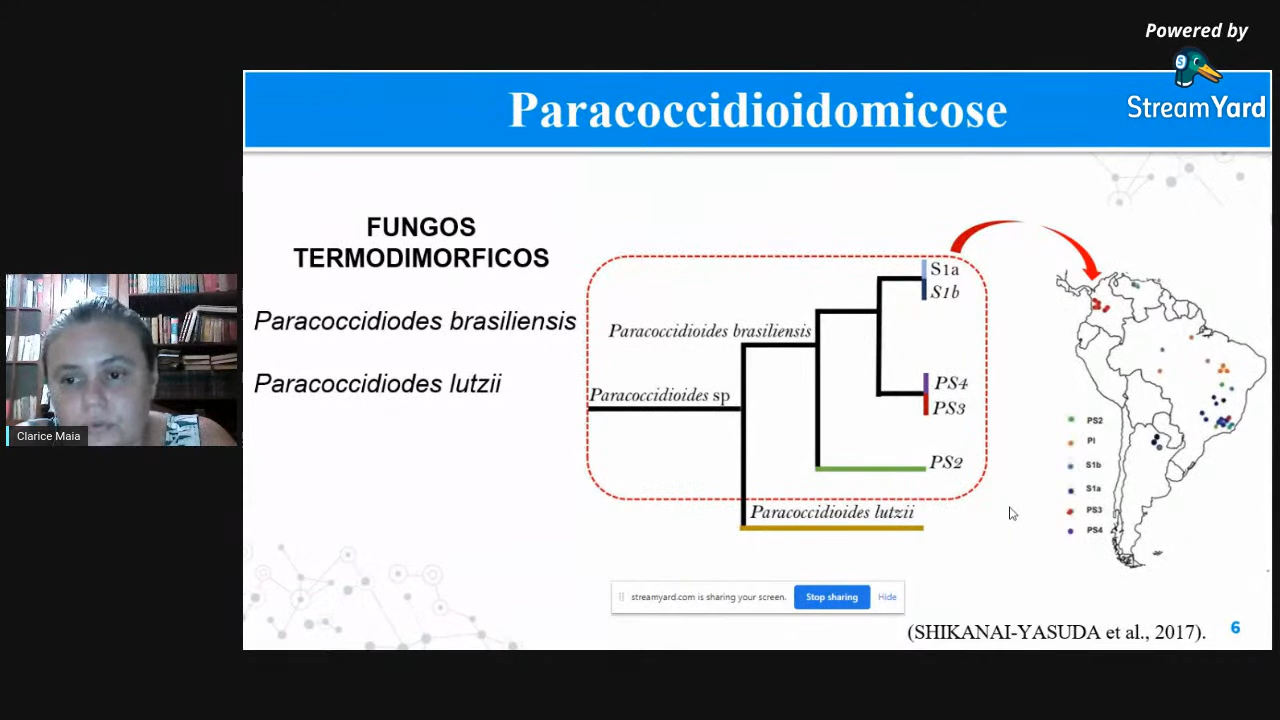 Powered by
StreamYard
Paracoccidioidomicose
FUNGOS
TERMODIMORFICOS
Paracoccidiodes brasiliensis
Paracoccidiodes lutzii
S1a
S1b
Paracoccidioides brasiliensis
PS4
Paracoccidioides sp
PS3
PS2
Paracoccidioides lutzii
PS2
PI
S1b
S1a
PS3
PS4
Clarice Maia
streamyard.com is sharing your screen.
Stop sharing
Hide
(SHIKANAI-YASUDA et al., 2017).
6